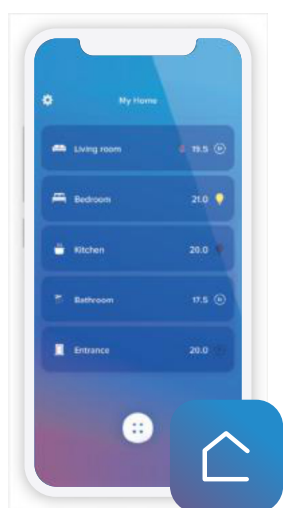 My Home
Living room 19.5
Bedroom 21.0
Kitchen 20.0
Bathroom 17.5
Entrance 20.0